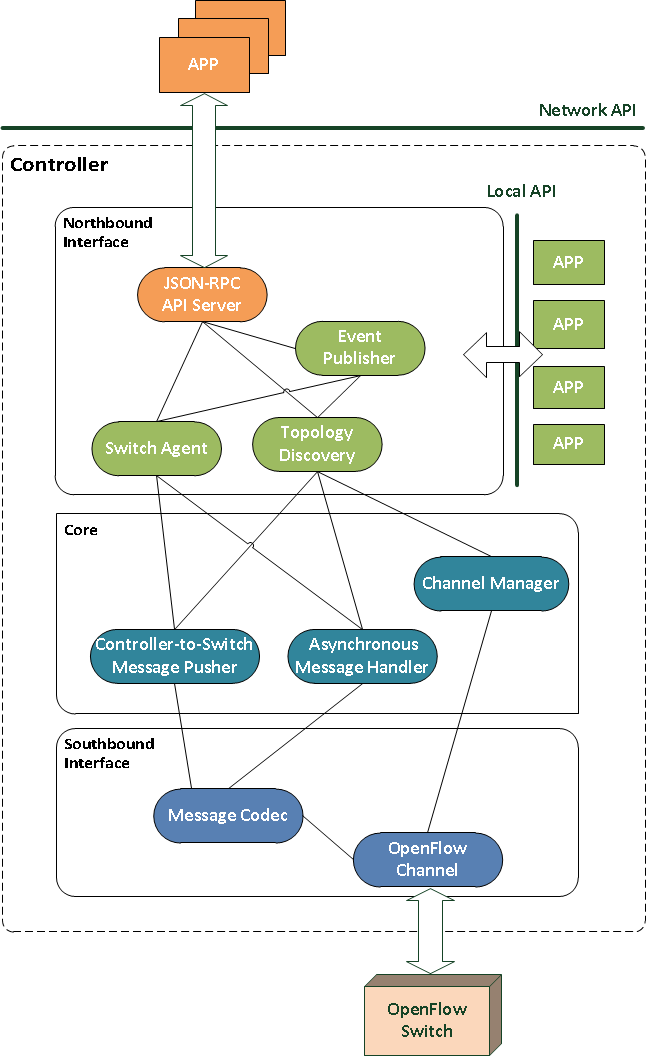 APP
Network API
Controller
Local API
Northbound
Interface
JSON-RPC
API Server
Event
Publisher
Switch Agent
Topology
Discovery
APP
APP
APP
APP
Core
Channel Manager
Controller-to-Switch
Message Pusher
Asynchronous
Message Handler
Southbound
Interface
Message Codec
OpenFlow
Channel
OpenFlow
Switch